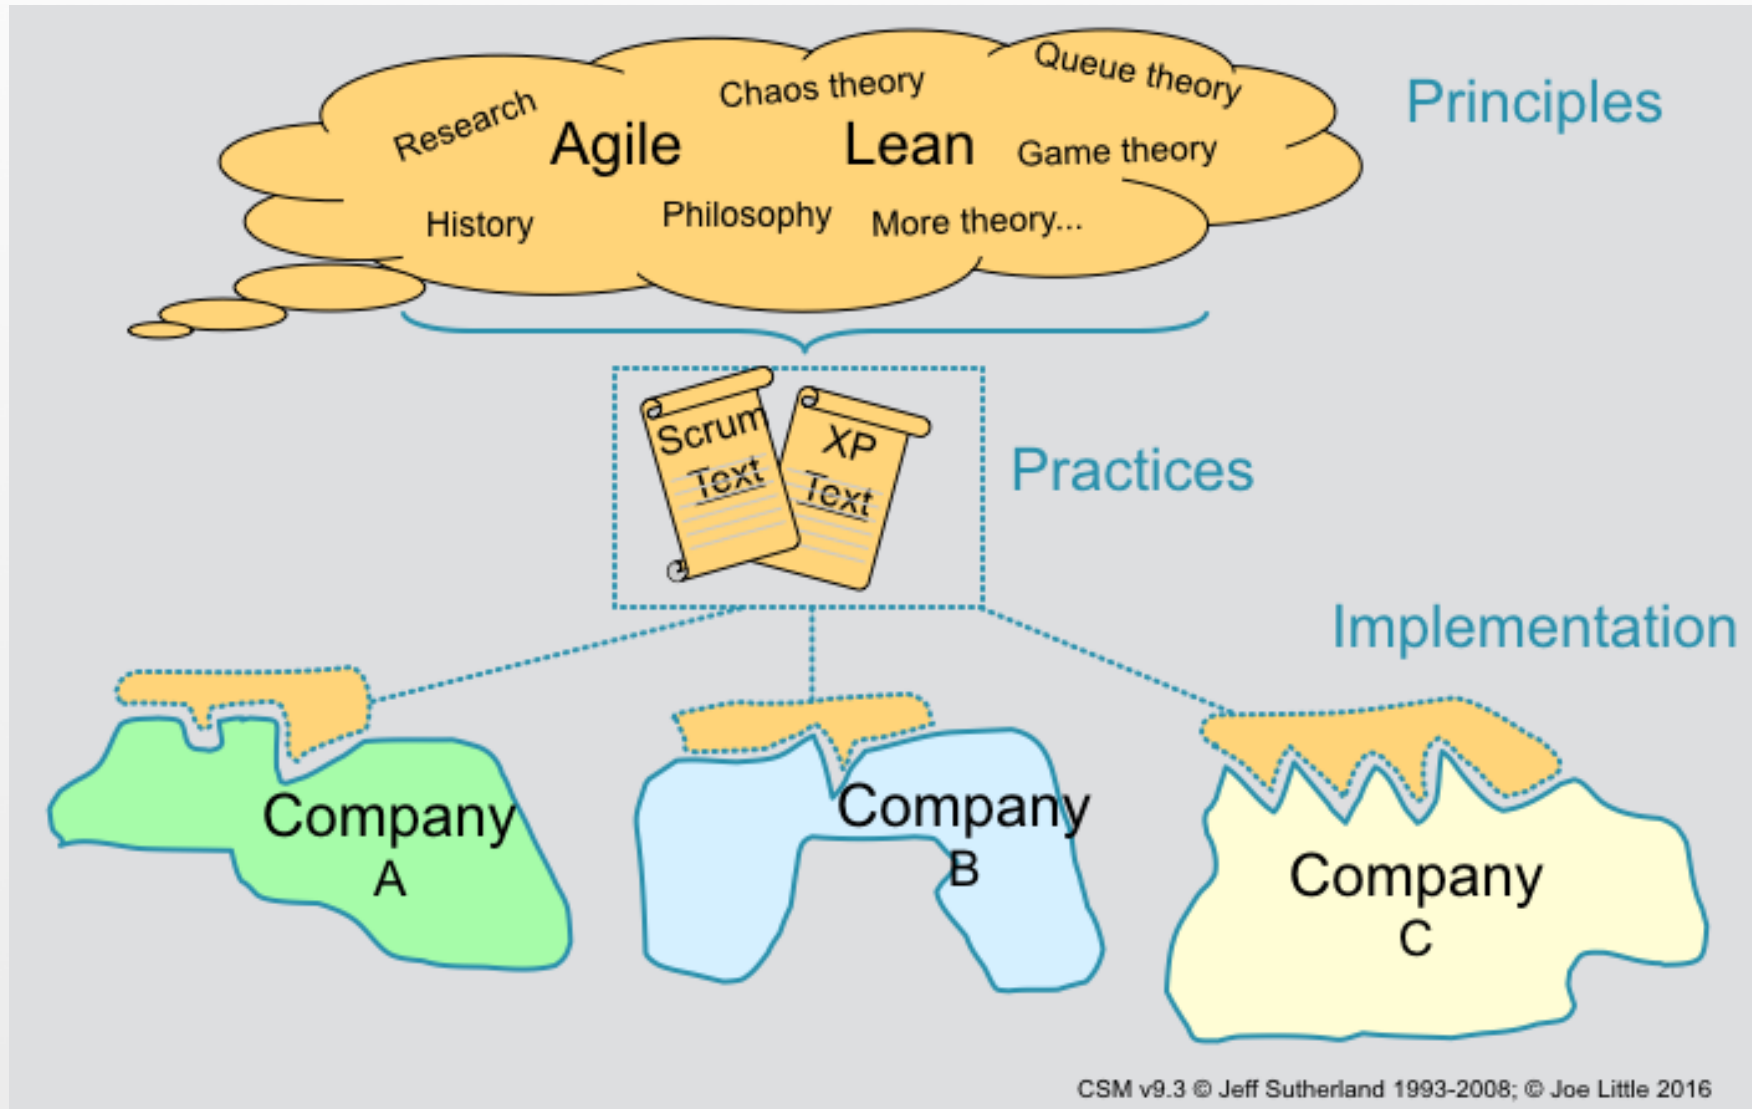 Queue theory
Principles
Chaos theory
Research
Agile
Lean
Game theory
History
Philosophy
More theory...
Scrum
Text
XP
Text
Practices
Implementation
Company
A
Company
B
Company
C
CSM v9.3 © Jeff Sutherland 1993-2008; © Joe Little 2016